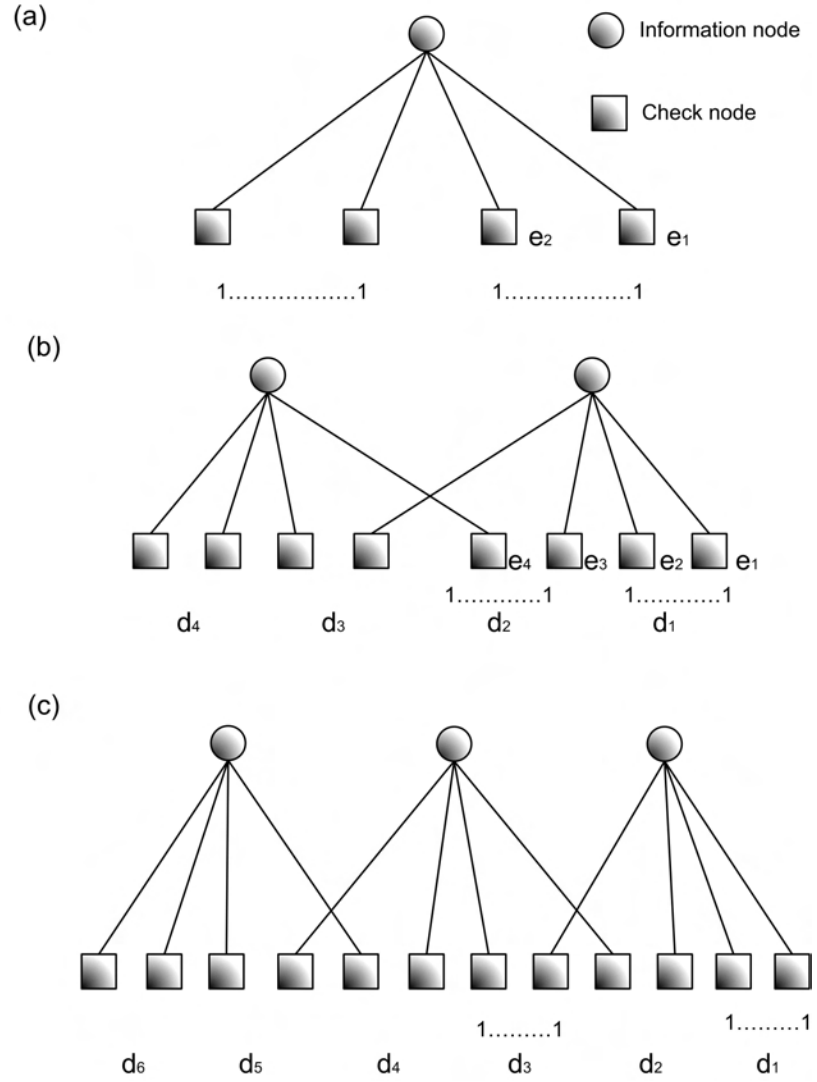 (a)
Information node
Check node
e₂ e₁
1..................1 1..................1
(b)
e₄ e₃ e₂ e₁
1............1 1............1
d₄ d₃ d₂ d₁
(c)
1.........1 1.........1
d₆ d₅ d₄ d₃ d₂ d₁